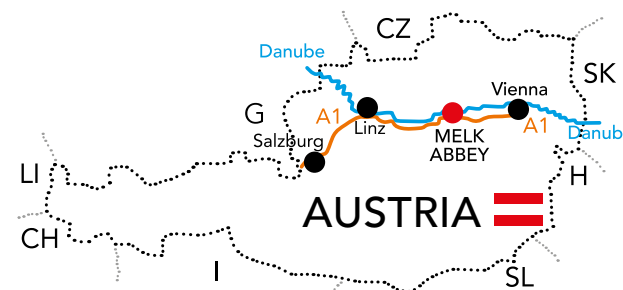 CZ
Danube
SK
Vienna
G
A1
Linz
A1
Danub
Salzburg
MELK
ABBEY
LI
H
AUSTRIA
CH
I
SL